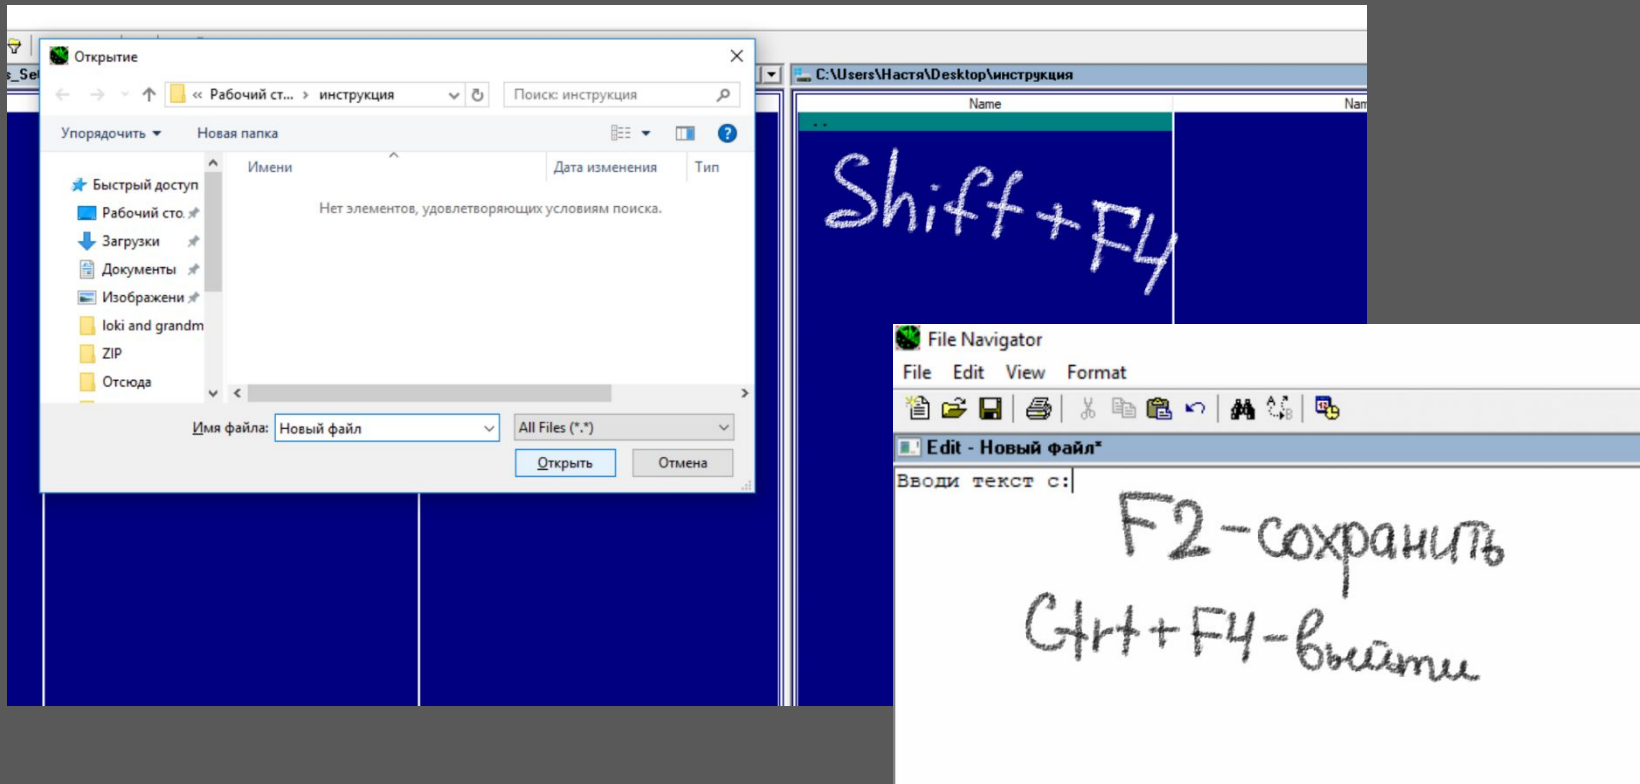 Открытие
« Рабочий ст... › инструкция
Поиск: инструкция
Упорядочить
Новая папка
Имени
Дата изменения
Тип
Быстрый доступ
Рабочий сто
Загрузки
Документы
Изображени
loki and grandm
ZIP
Отсюда
Нет элементов, удовлетворяющих условиям поиска.
Имя файла:
Новый файл
All Files (*.*)
Открыть
Отмена
C:\Users\Настя\Desktop\инструкция
Name
Nam
..
Shift + F4
File Navigator
File Edit View Format
Edit - Новый файл*
Вводи текст с:
F2 - сохранить
Ctrl + F4 - выйти